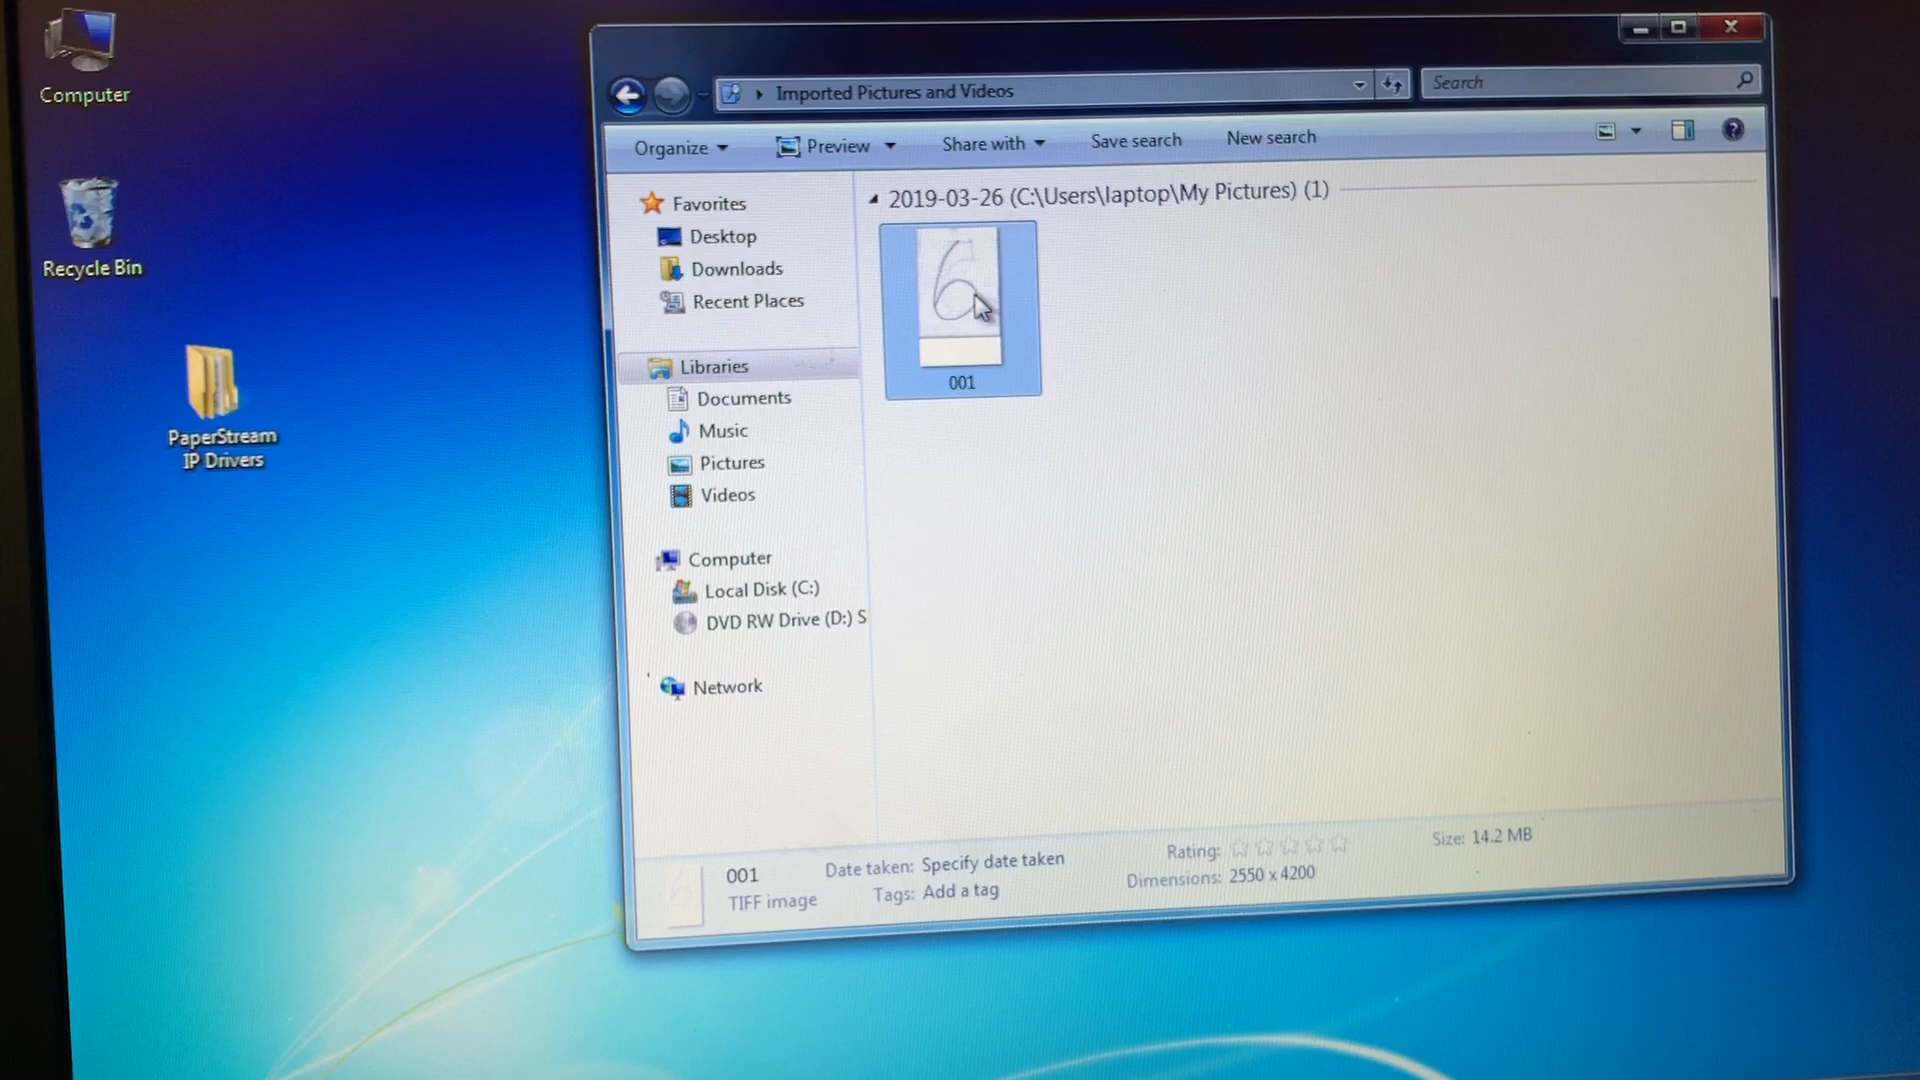 Computer
Recycle Bin
PaperStream
IP Drivers
Imported Pictures and Videos
Search
Organize
Preview
Share with
Save search
New search
Favorites
Desktop
Downloads
Recent Places
Libraries
Documents
Music
Pictures
Videos
Computer
Local Disk (C:)
DVD RW Drive (D:) S
Network
2019-03-26 (C:\Users\laptop\My Pictures) (1)
6
001
001
TIFF image
Date taken: Specify date taken
Tags: Add a tag
Rating:
Dimensions: 2550 x 4200
Size: 14.2 MB